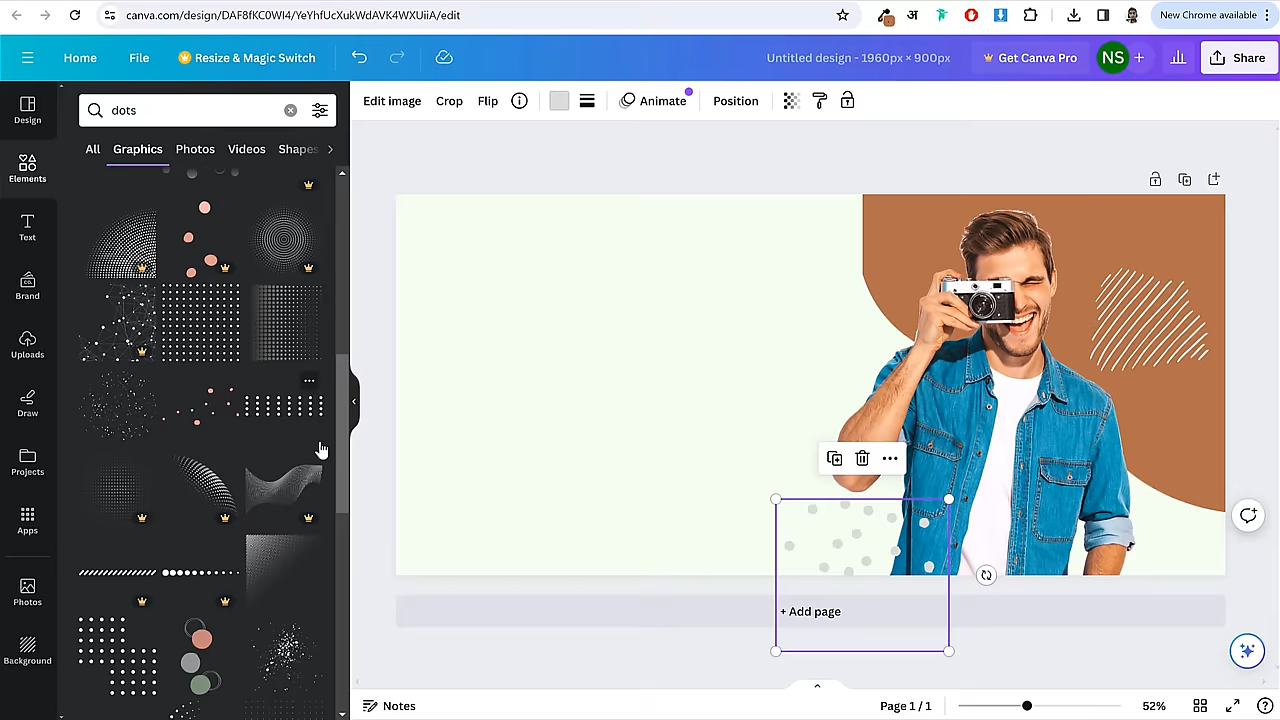 canva.com/design/DAF8fKC0WI4/YeYhfUcXukWdAVK4WXUiiA/edit
अ
New Chrome available
Home
File
Resize & Magic Switch
Untitled design - 1960px × 900px
Get Canva Pro
NS
Share
Design
Elements
Text
Brand
Uploads
Draw
Projects
Apps
Photos
Background
dots
All
Graphics
Photos
Videos
Shapes
Edit image
Crop
Flip
Animate
Position
+ Add page
Notes
Page 1 / 1
52%